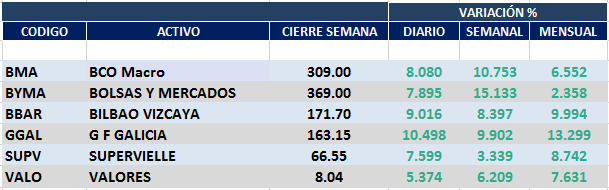 VARIACIÓN %
CODIGO ACTIVO CIERRE SEMANA DIARIO SEMANAL MENSUAL
BMA BCO Macro 309.00 8.080 10.753 6.552
BYMA BOLSAS Y MERCADOS 369.00 7.895 15.133 2.358
BBAR BILBAO VIZCAYA 171.70 9.016 8.397 9.994
GGAL G F GALICIA 163.15 10.498 9.902 13.299
SUPV SUPERVIELLE 66.55 7.599 3.339 8.742
VALO VALORES 8.04 5.374 6.209 7.631